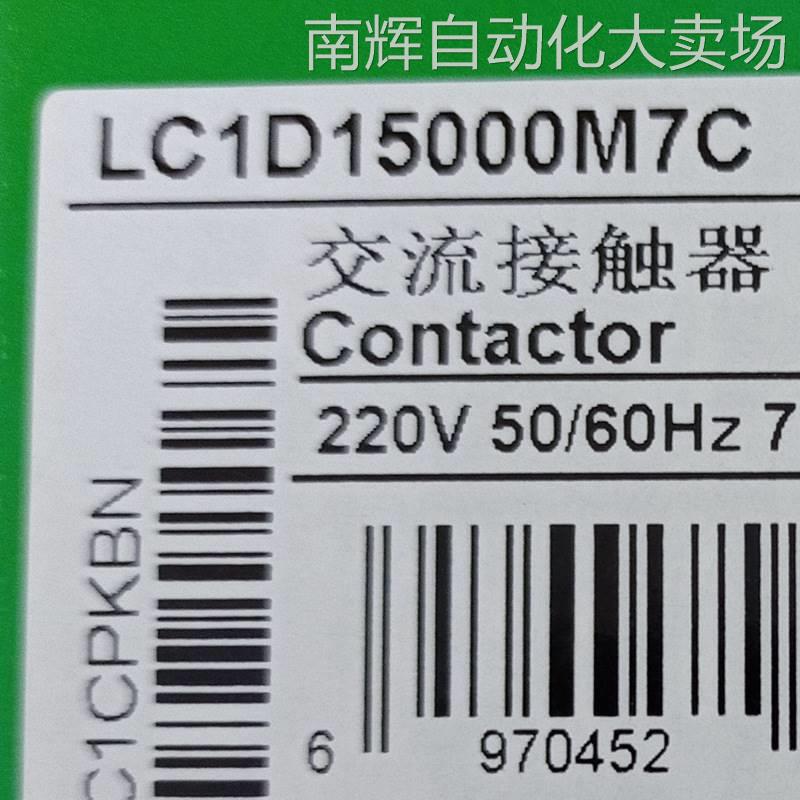 南辉自动化大卖场
LC1D15000M7C
交流接触器
Contactor
220V 50/60Hz 7
C1CPKBN
6 970452